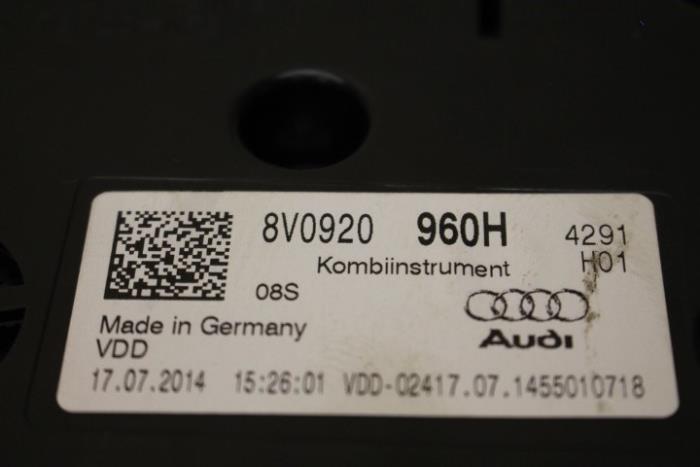 8V0920 960H 4291
Kombiinstrument H01
08S
Made in Germany
VDD
Audi
17.07.2014 15:26:01 VDD-02417.07.1455010718